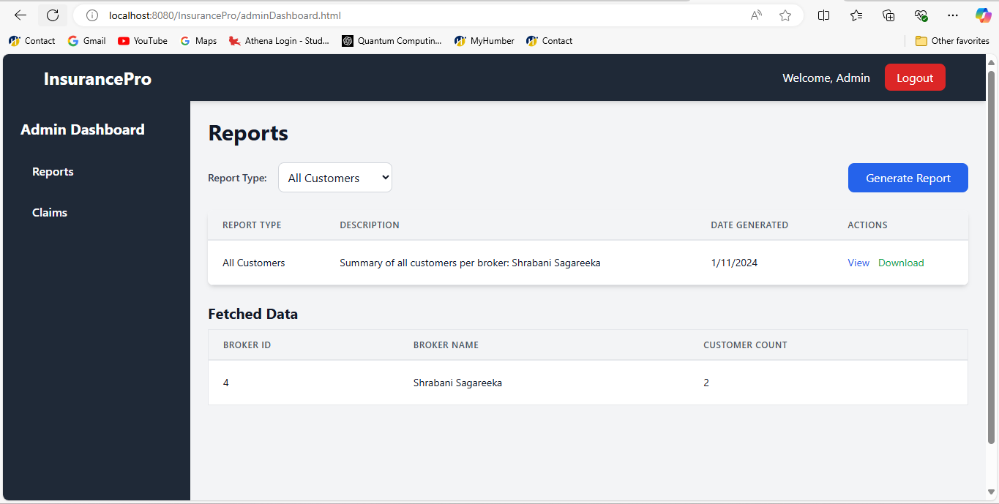 localhost:8080/InsurancePro/adminDashboard.html
Contact Gmail YouTube Maps Athena Login - Stud... Quantum Computin... MyHumber Contact Other favorites
InsurancePro Welcome, Admin Logout
Admin Dashboard
Reports
Claims
Reports
Report Type: All Customers Generate Report
REPORT TYPE DESCRIPTION DATE GENERATED ACTIONS
All Customers Summary of all customers per broker: Shrabani Sagareeka 1/11/2024 View Download
Fetched Data
BROKER ID BROKER NAME CUSTOMER COUNT
4 Shrabani Sagareeka 2